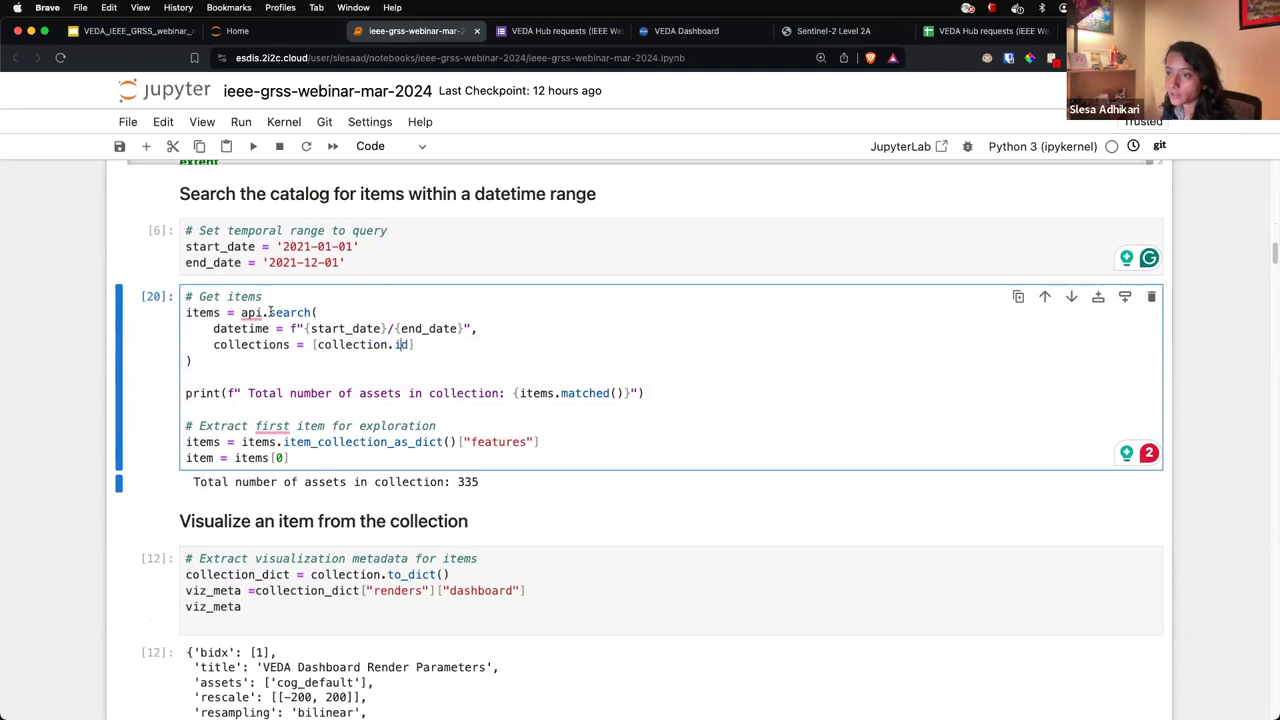 Brave File Edit View History Bookmarks Profiles Tab Window Help
VEDA_IEEE_GRSS_webinar_m
Home
ieee-grss-webinar-mar-2
VEDA Hub requests (IEEE We
VEDA Dashboard
Sentinel-2 Level 2A
VEDA Hub requests (IEEE W
esdis.2i2c.cloud/user/slesaad/notebooks/ieee-grss-webinar-2024/ieee-grss-webinar-mar-2024.ipynb
jupyter ieee-grss-webinar-mar-2024 Last Checkpoint: 12 hours ago
Slesa Adhikari
Trusted
File Edit View Run Kernel Git Settings Help
Code JupyterLab Python 3 (ipykernel) git
extent
Search the catalog for items within a datetime range
[6]: # Set temporal range to query
start_date = '2021-01-01'
end_date = '2021-12-01'
[20]: # Get items
items = api.search(
datetime = f"{start_date}/{end_date}",
collections = [collection.id]
)
print(f" Total number of assets in collection: {items.matched()}")
# Extract first item for exploration
items = items.item_collection_as_dict()["features"]
item = items[0]
2
Total number of assets in collection: 335
Visualize an item from the collection
[12]: # Extract visualization metadata for items
collection_dict = collection.to_dict()
viz_meta =collection_dict["renders"]["dashboard"]
viz_meta
[12]: {'bidx': [1],
'title': 'VEDA Dashboard Render Parameters',
'assets': ['cog_default'],
'rescale': [[-200, 200]],
'resampling': 'bilinear',